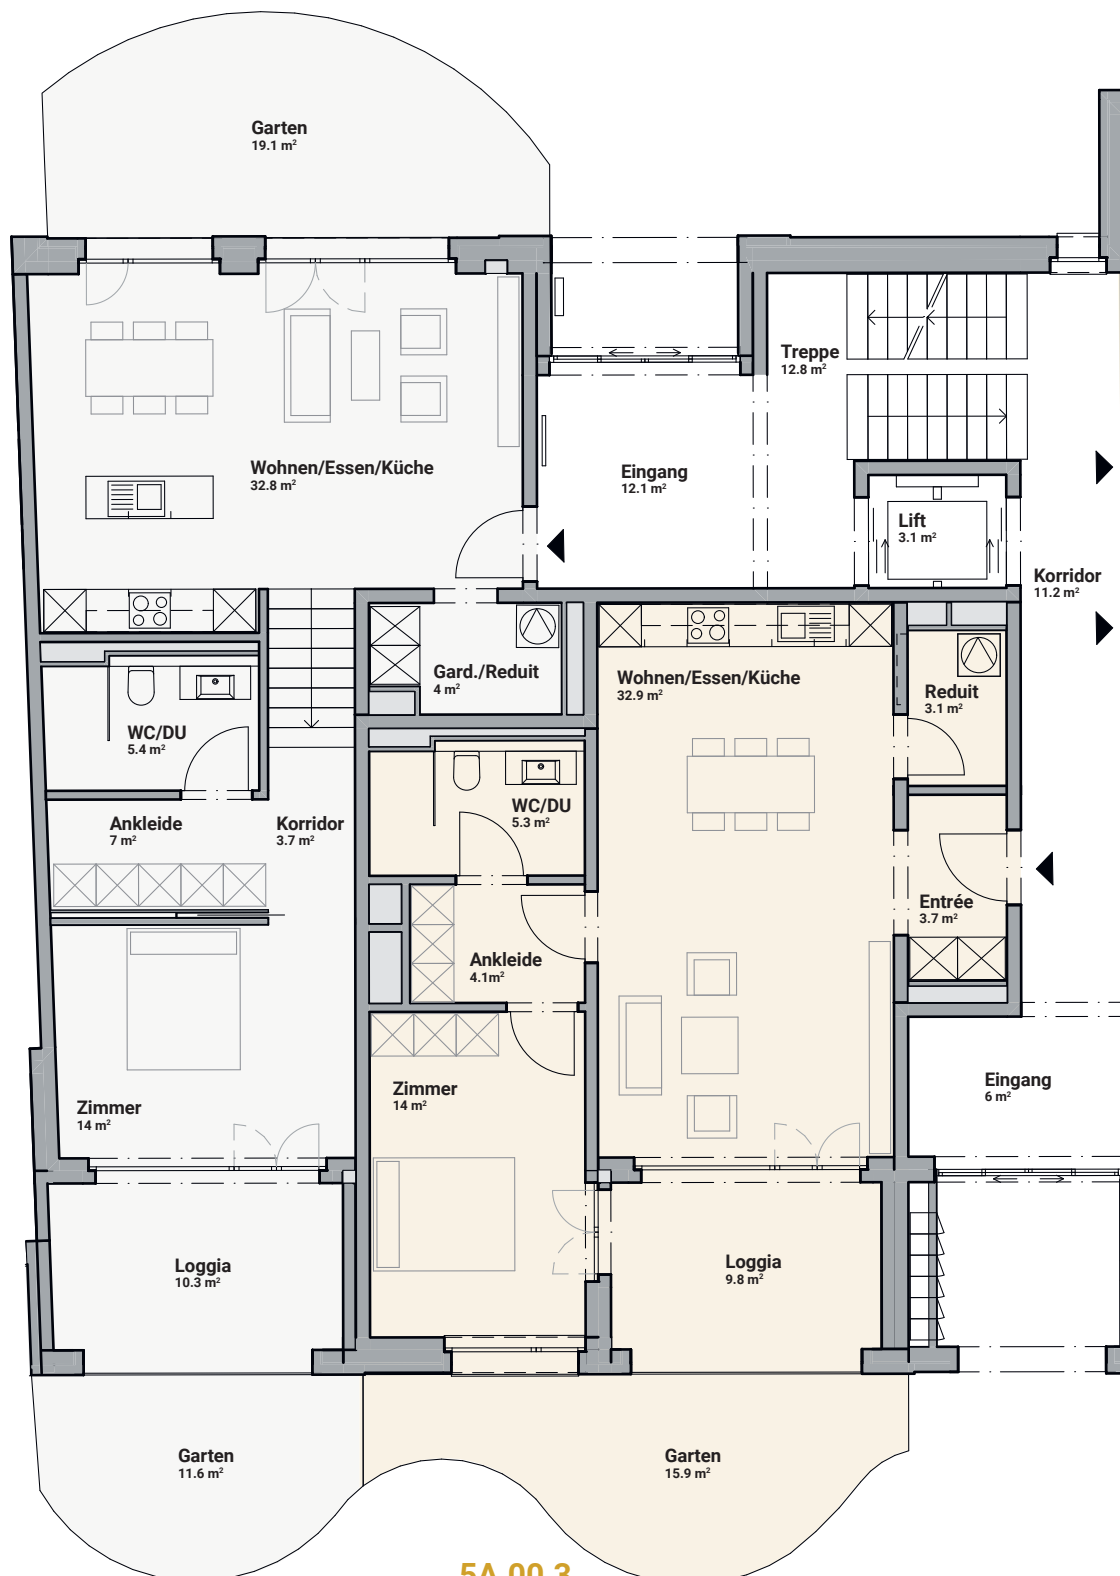 Garten
19.1 m²
Treppe
12.8 m²
Wohnen/Essen/Küche
32.8 m²
Eingang
12.1 m²
Lift
3.1 m²
Korridor
11.2 m²
Gard./Reduit
4 m²
Wohnen/Essen/Küche
32.9 m²
Reduit
3.1 m²
WC/DU
5.4 m²
WC/DU
5.3 m²
Ankleide
7 m²
Korridor
3.7 m²
Entrée
3.7 m²
Ankleide
4.1m²
Zimmer
14 m²
Zimmer
14 m²
Eingang
6 m²
Loggia
10.3 m²
Loggia
9.8 m²
Garten
11.6 m²
Garten
15.9 m²
5A.00.3